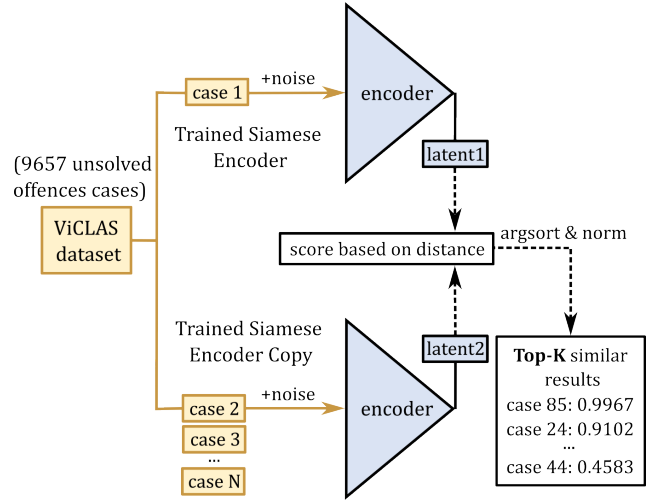 case 1
+noise
encoder
Trained Siamese
Encoder
latent1
(9657 unsolved
offences cases)
ViCLAS
dataset
score based on distance
argsort & norm
Trained Siamese
Encoder Copy
latent2
+noise
case 2
encoder
case 3
...
case N
Top-K similar
results
case 85: 0.9967
case 24: 0.9102
...
case 44: 0.4583